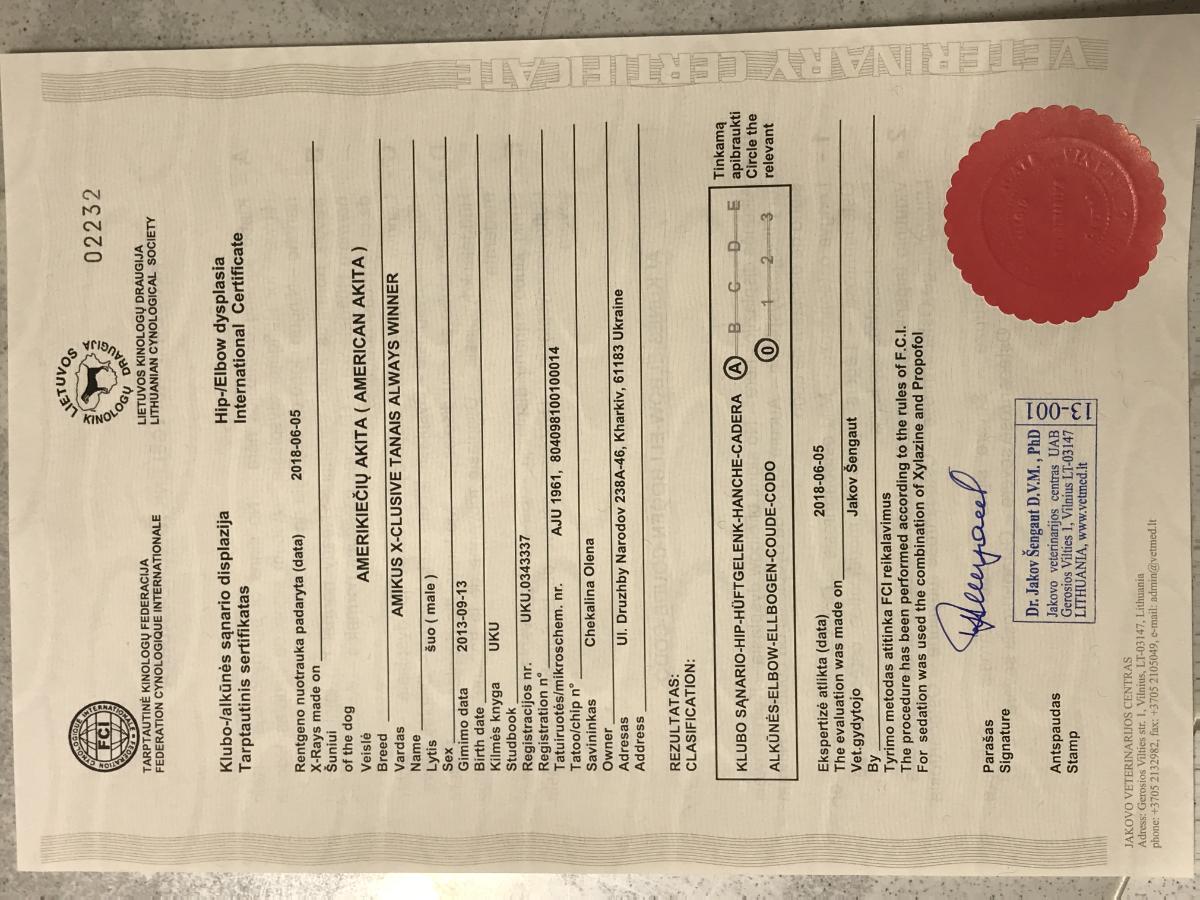 VETERINARY CERTIFICATE
02232
FEDERATION CYNOLOGIQUE INTERNATIONALE
FCI
LIETUVOS KINOLOGŲ DRAUGIJA
TARPTAUTINĖ KINOLOGŲ FEDERACIJA
FEDERATION CYNOLOGIQUE INTERNATIONALE
LIETUVOS KINOLOGŲ DRAUGIJA
LITHUANIAN CYNOLOGICAL SOCIETY
Klubo-/alkūnės sąnario displazija
Tarptautinis sertifikatas
Hip-/Elbow dysplasia
International Certificate
Rentgeno nuotrauka padaryta (data) 2018-06-05
X-Rays made on
Šuniui
of the dog
Veislė AMERIKIEČIŲ AKITA ( AMERICAN AKITA )
Breed
Vardas AMIKUS X-CLUSIVE TANAIS ALWAYS WINNER
Name
Lytis šuo ( male )
Sex
Gimimo data 2013-09-13
Birth date
Kilmės knyga UKU
Studbook
Registracijos nr. UKU.0343337
Registration n°
Tatuiruotės/mikroschem. nr. AJU 1961, 804098100100014
Tatoo/chip n°
Savininkas Chekalina Olena
Owner
Adresas Ul. Druzhby Narodov 238A-46, Kharkiv, 61183 Ukraine
Address
REZULTATAS:
CLASIFICATION:
Tinkamą
apibraukti
Circle the
relevant
KLUBO SĄNARIO-HIP-HÜFTGELENK-HANCHE-CADERA A B C D E
ALKŪNĖS-ELBOW-ELLBOGEN-COUDE-CODO 0 1 2 3
Ekspertizė atlikta (data) 2018-06-05
The evaluation was made on
Vet.gydytojo Jakov Šengaut
By
Tyrimo metodas atitinka FCI reikalavimus
The procedure has been performed according to the rules of F.C.I.
For sedation was used the combination of Xylazine and Propofol
Parašas
Signature
Antspaudas
Stamp
Dr. Jakov Šengaut D.V.M., PhD
Jakovo veterinarijos centras UAB
Gerosios Vilties 1, Vilnius LT-03147
LITHUANIA, www.vetmed.lt
13-001
JAKOVO VETERINARIJOS CENTRAS
Adress: Gerosios Vilties str. 1, Vilnius, LT-03147, Lithuania
phone: +3705 2132982, fax: +3705 2105049, e-mail: admin@vetmed.lt